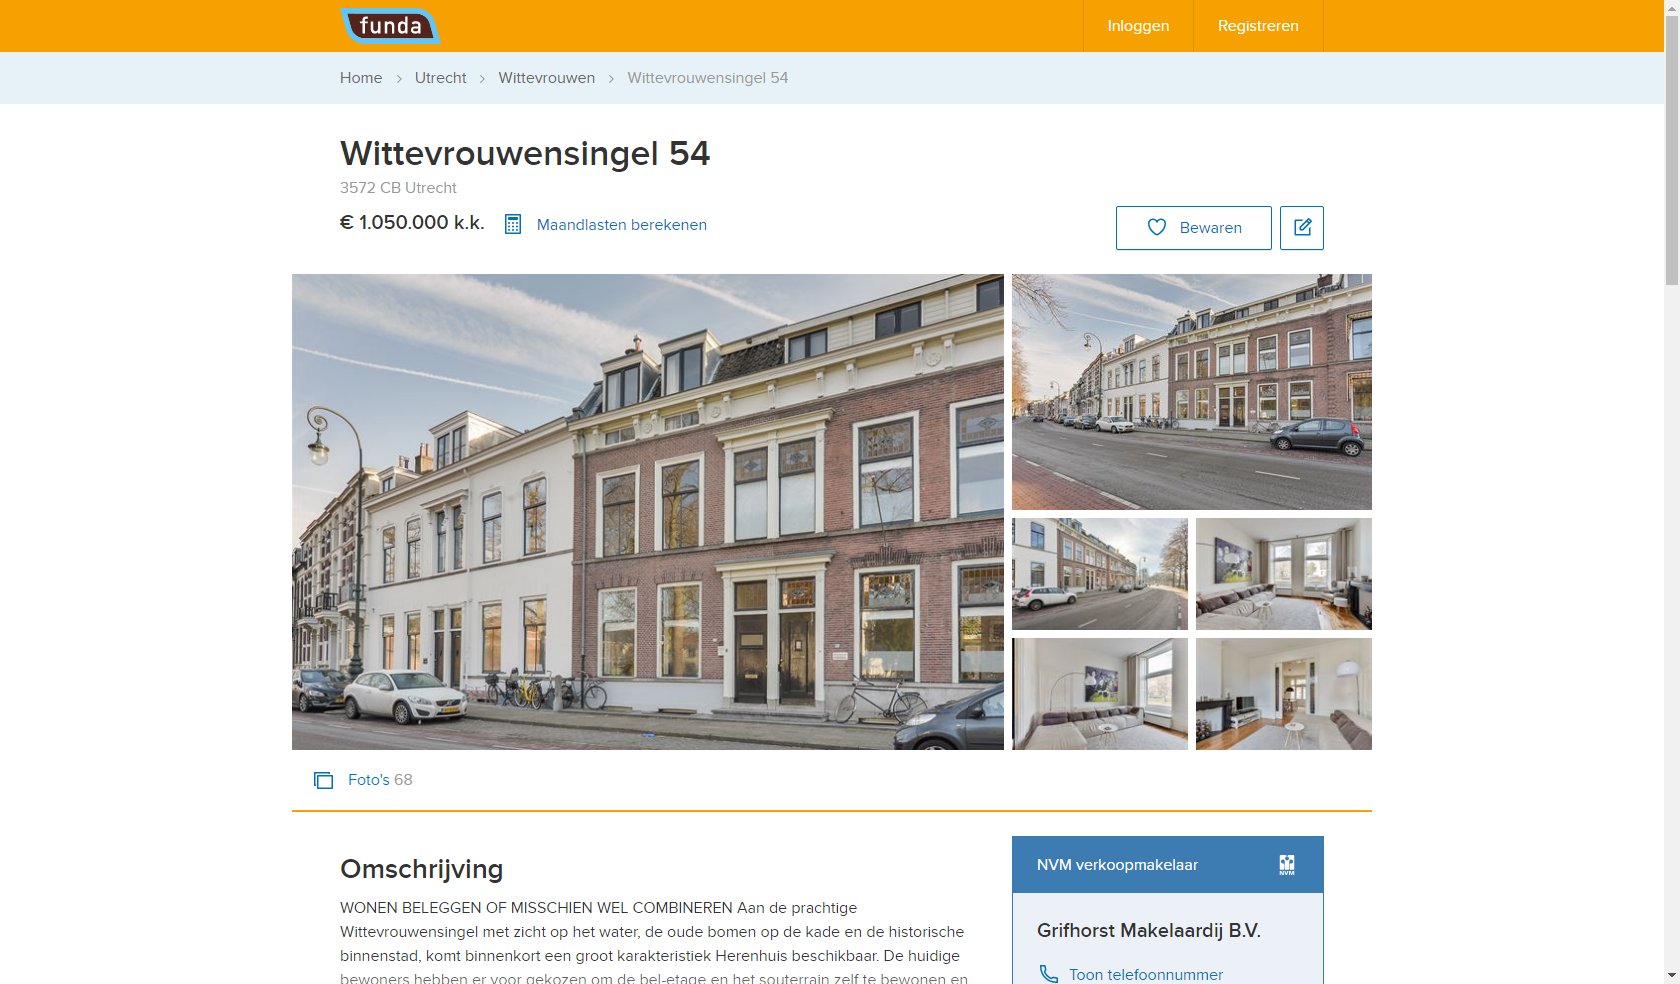 funda
Inloggen
Registreren
Home > Utrecht > Wittevrouwen > Wittevrouwensingel 54
Wittevrouwensingel 54
3572 CB Utrecht
€ 1.050.000 k.k.
Maandlasten berekenen
Bewaren
Foto's 68
Omschrijving
WONEN BELEGGEN OF MISSCHIEN WEL COMBINEREN Aan de prachtige
Wittevrouwensingel met zicht op het water, de oude bomen op de kade en de historische
binnenstad, komt binnenkort een groot karakteristiek Herenhuis beschikbaar. De huidige
bewoners hebben er voor gekozen om de bel-etage en het souterrain zelf te bewonen en
NVM verkoopmakelaar
NVM
Grifhorst Makelaardij B.V.
Toon telefoonnummer